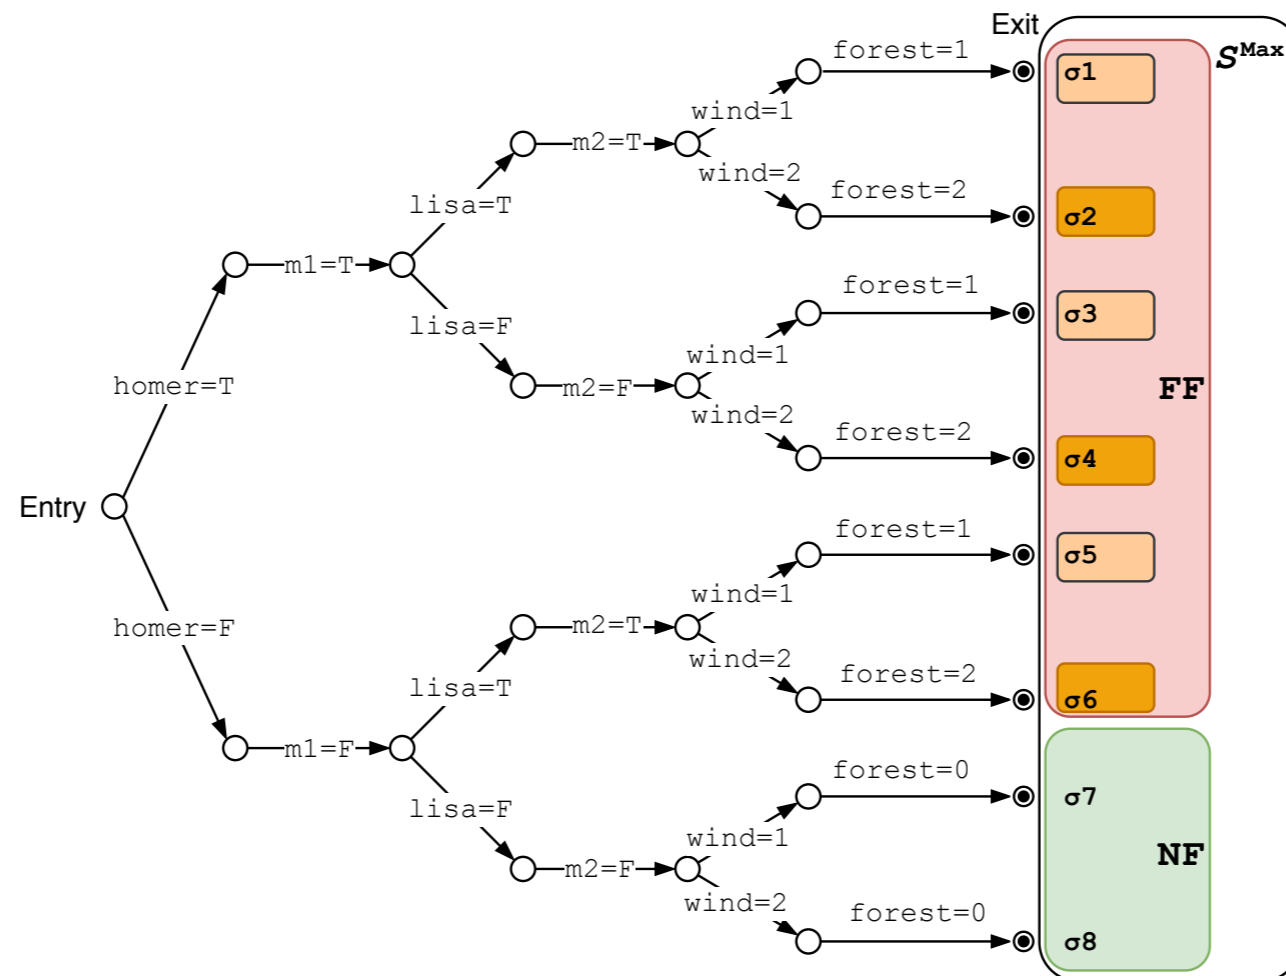 Exit
S^Max
forest=1
σ1
wind=1
m2=T
wind=2
forest=2
σ2
lisa=T
m1=T
lisa=F
forest=1
σ3
wind=1
m2=F
wind=2
forest=2
σ4
FF
homer=T
Entry
homer=F
forest=1
σ5
wind=1
m2=T
wind=2
forest=2
σ6
lisa=T
m1=F
lisa=F
forest=0
σ7
wind=1
m2=F
wind=2
forest=0
σ8
NF